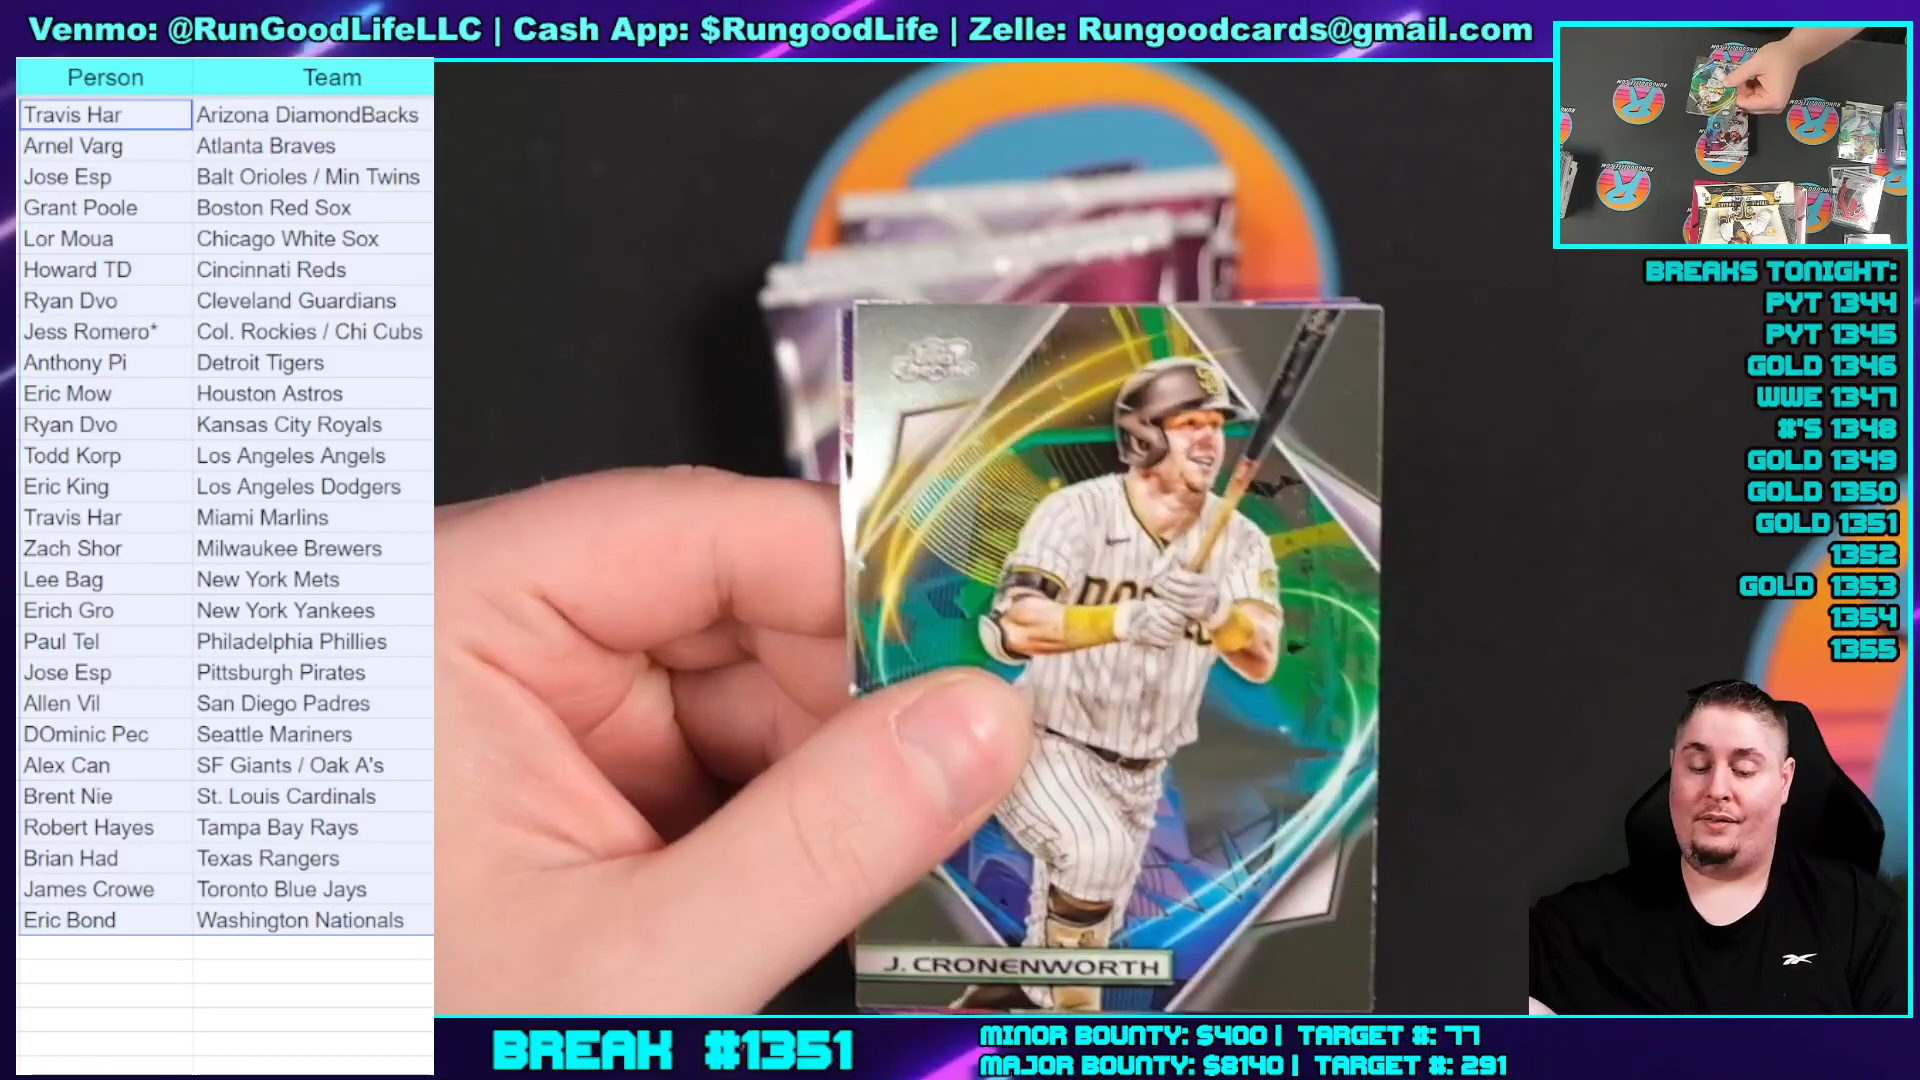 Venmo: @RunGoodLifeLLC | Cash App: $RungoodLife | Zelle: Rungoodcards@gmail.com
Person Team
Travis Har Arizona DiamondBacks
Arnel Varg Atlanta Braves
Jose Esp Balt Orioles / Min Twins
Grant Poole Boston Red Sox
Lor Moua Chicago White Sox
Howard TD Cincinnati Reds
Ryan Dvo Cleveland Guardians
Jess Romero* Col. Rockies / Chi Cubs
Anthony Pi Detroit Tigers
Eric Mow Houston Astros
Ryan Dvo Kansas City Royals
Todd Korp Los Angeles Angels
Eric King Los Angeles Dodgers
Travis Har Miami Marlins
Zach Shor Milwaukee Brewers
Lee Bag New York Mets
Erich Gro New York Yankees
Paul Tel Philadelphia Phillies
Jose Esp Pittsburgh Pirates
Allen Vil San Diego Padres
DOminic Pec Seattle Mariners
Alex Can SF Giants / Oak A's
Brent Nie St. Louis Cardinals
Robert Hayes Tampa Bay Rays
Brian Had Texas Rangers
James Crowe Toronto Blue Jays
Eric Bond Washington Nationals
J. CRONENWORTH
BREAKS TONIGHT:
PYT 1344
PYT 1345
GOLD 1346
WWE 1347
#'S 1348
GOLD 1349
GOLD 1350
GOLD 1351
1352
GOLD 1353
1354
1355
BREAK #1351
MINOR BOUNTY: $400 | TARGET #: 77
MAJOR BOUNTY: $8140 | TARGET #: 291